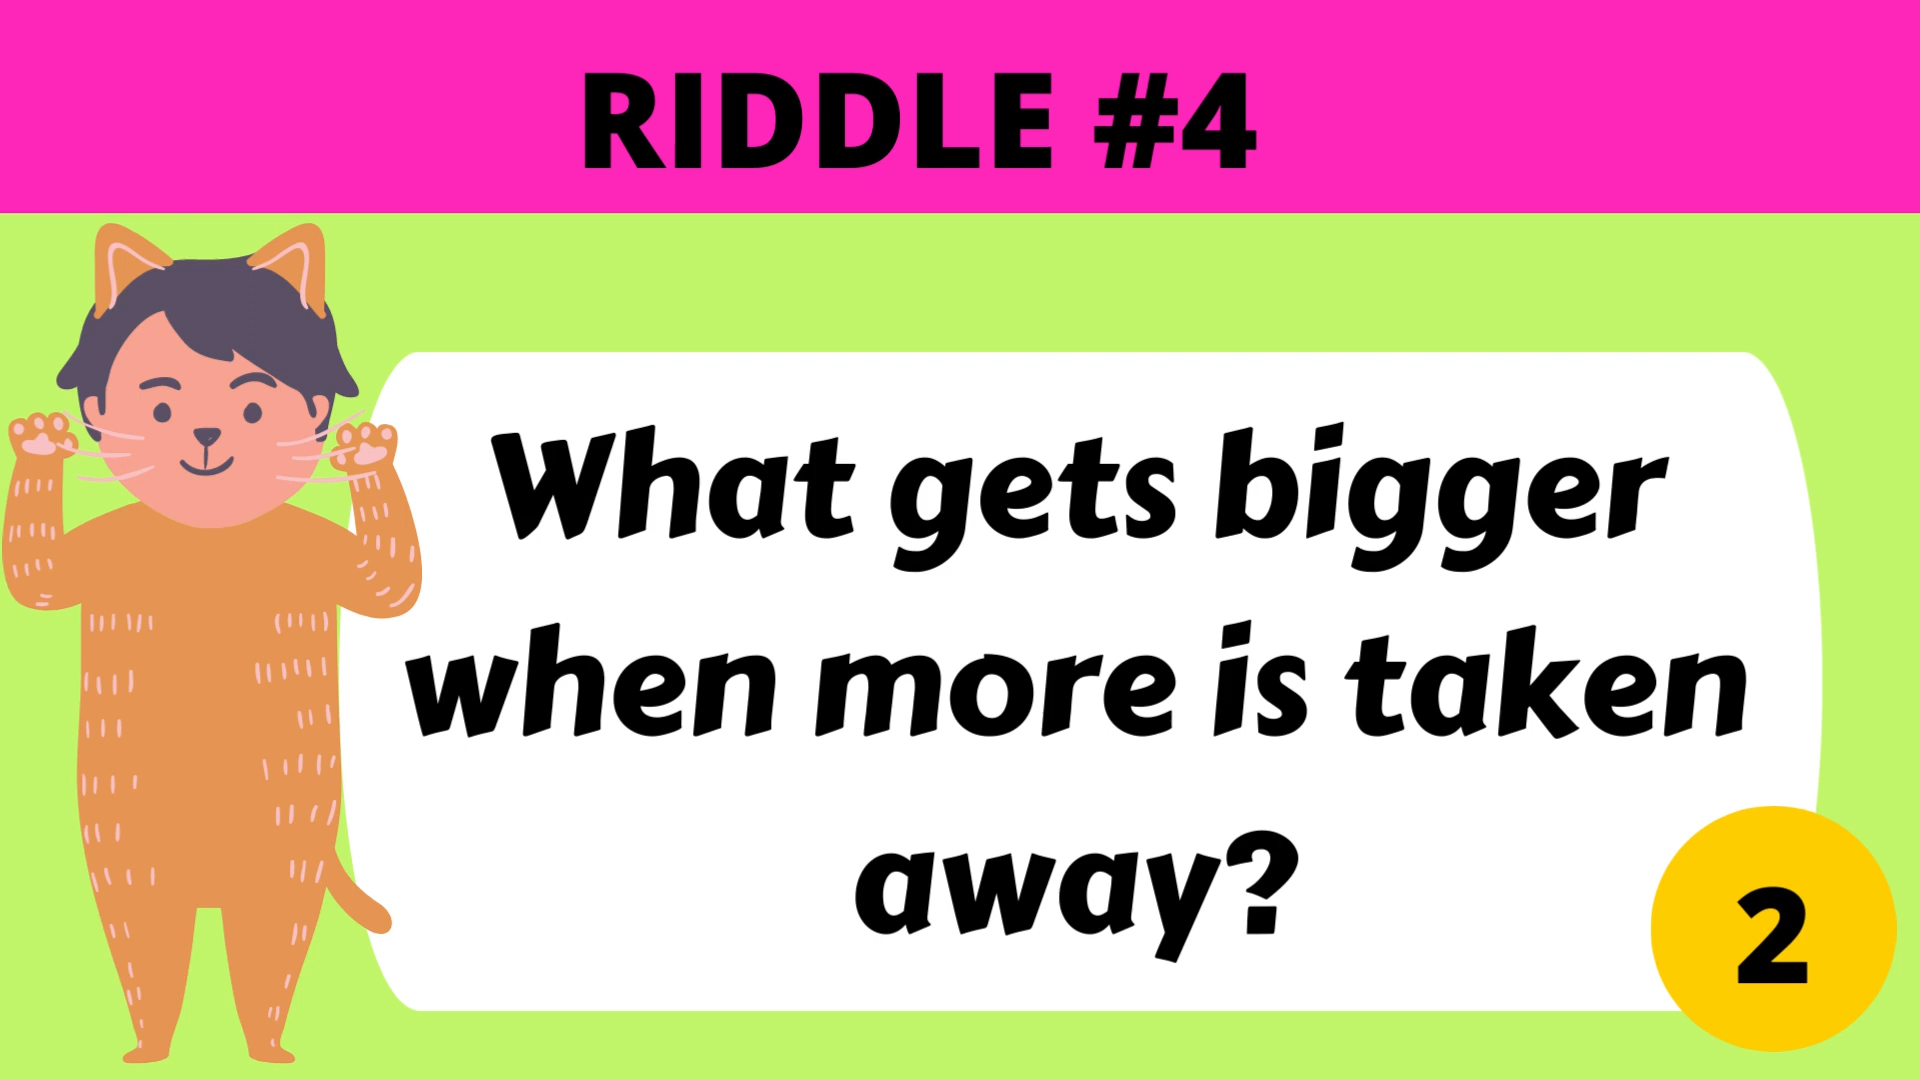 RIDDLE #4
What gets bigger
when more is taken
away?
2